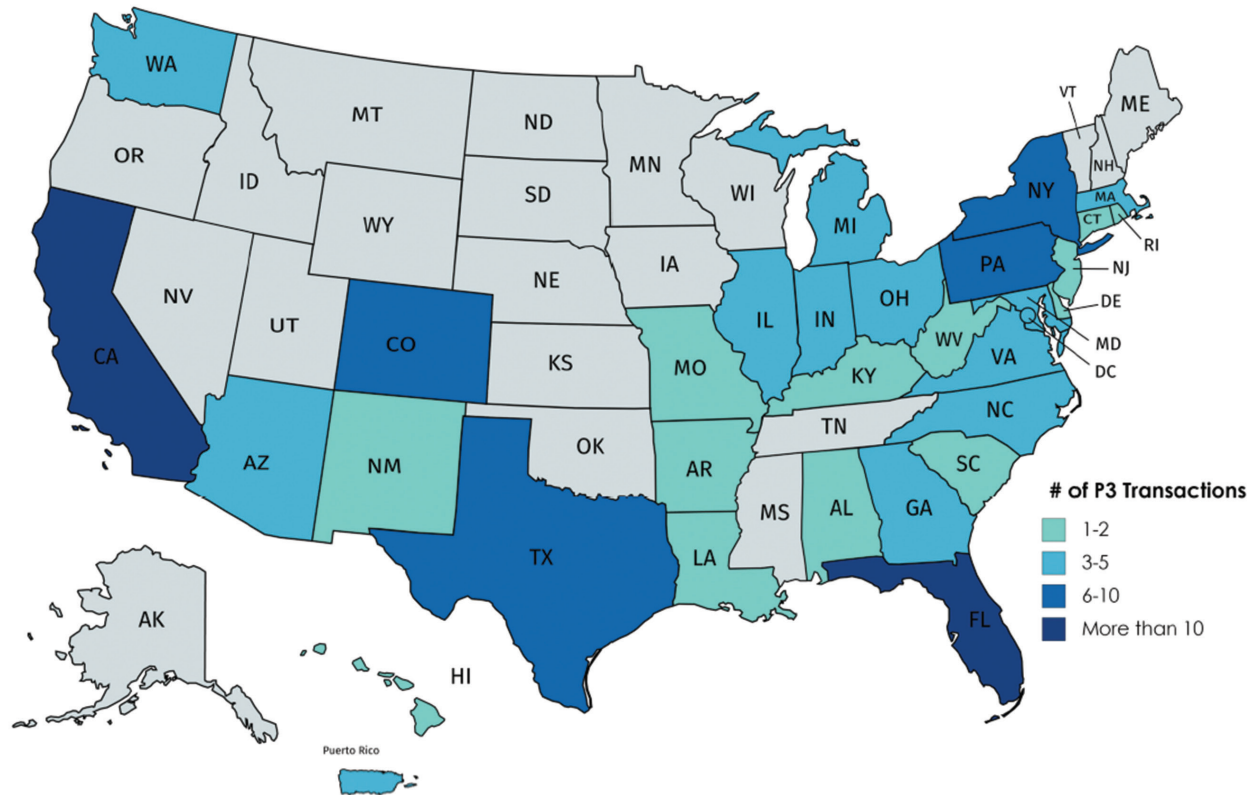 WA
MT
ND
MN
VT
ME
OR
ID
SD
WI
NH
WY
MI
NY
MA
CT
RI
IA
NE
PA
NJ
NV
UT
CO
IL
IN
OH
DE
MD
DC
WV
VA
CA
KS
MO
KY
NC
AZ
NM
OK
TN
AR
SC
MS
AL
GA
TX
LA
# of P3 Transactions
1-2
3-5
6-10
More than 10
FL
AK
HI
Puerto Rico